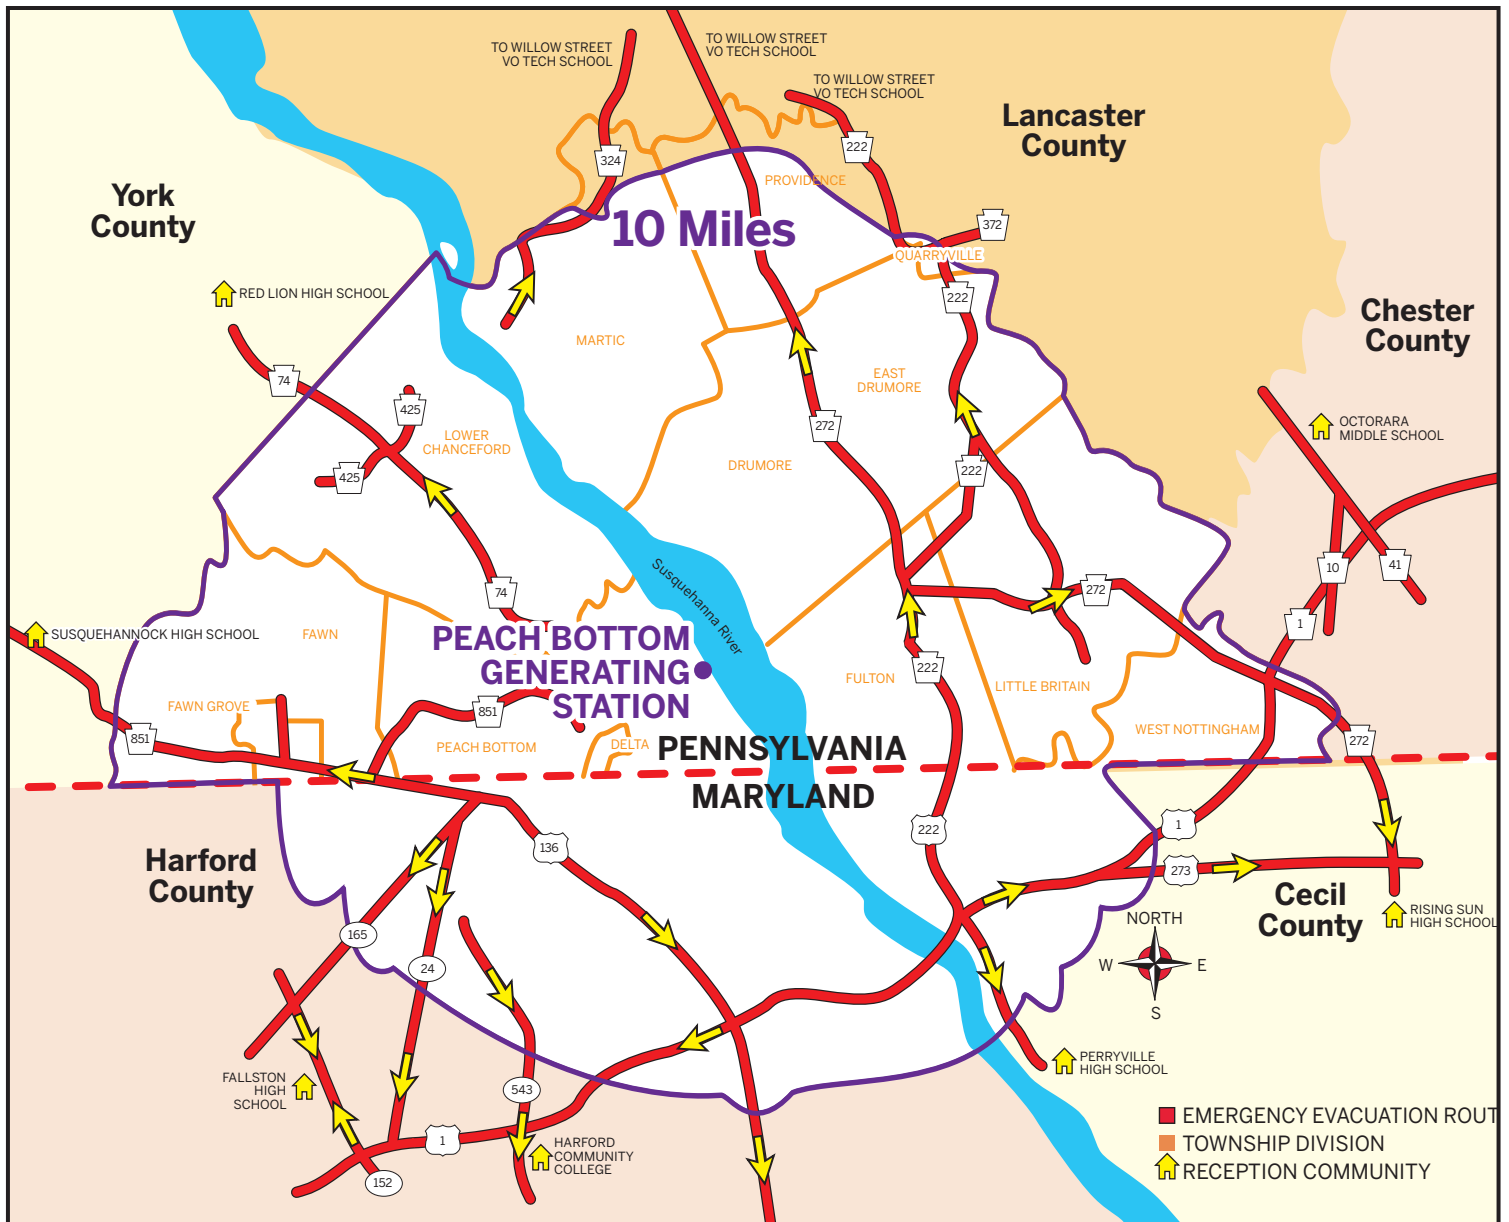 TO WILLOW STREET
VO TECH SCHOOL
TO WILLOW STREET
VO TECH SCHOOL
TO WILLOW STREET
VO TECH SCHOOL
Lancaster
County
324
222
PROVIDENCE
York
County
10 Miles
372
QUARRYVILLE
RED LION HIGH SCHOOL
222
Chester
County
MARTIC
74
EAST
DRUMORE
425
272
OCTORARA
MIDDLE SCHOOL
LOWER
CHANCEFORD
425
DRUMORE
222
10
41
Susquehanna River
74
272
1
SUSQUEHANNOCK HIGH SCHOOL
FAWN
PEACH BOTTOM
GENERATING
STATION
222
FULTON
LITTLE BRITAIN
FAWN GROVE
851
851
WEST NOTTINGHAM
272
PEACH BOTTOM
DELTA
PENNSYLVANIA
MARYLAND
222
1
136
Harford
County
273
Cecil
County
RISING SUN
HIGH SCHOOL
NORTH
W
E
S
165
24
PERRYVILLE
HIGH SCHOOL
FALLSTON
HIGH
SCHOOL
543
1
HARFORD
COMMUNITY
COLLEGE
152
EMERGENCY EVACUATION ROUT
TOWNSHIP DIVISION
RECEPTION COMMUNITY